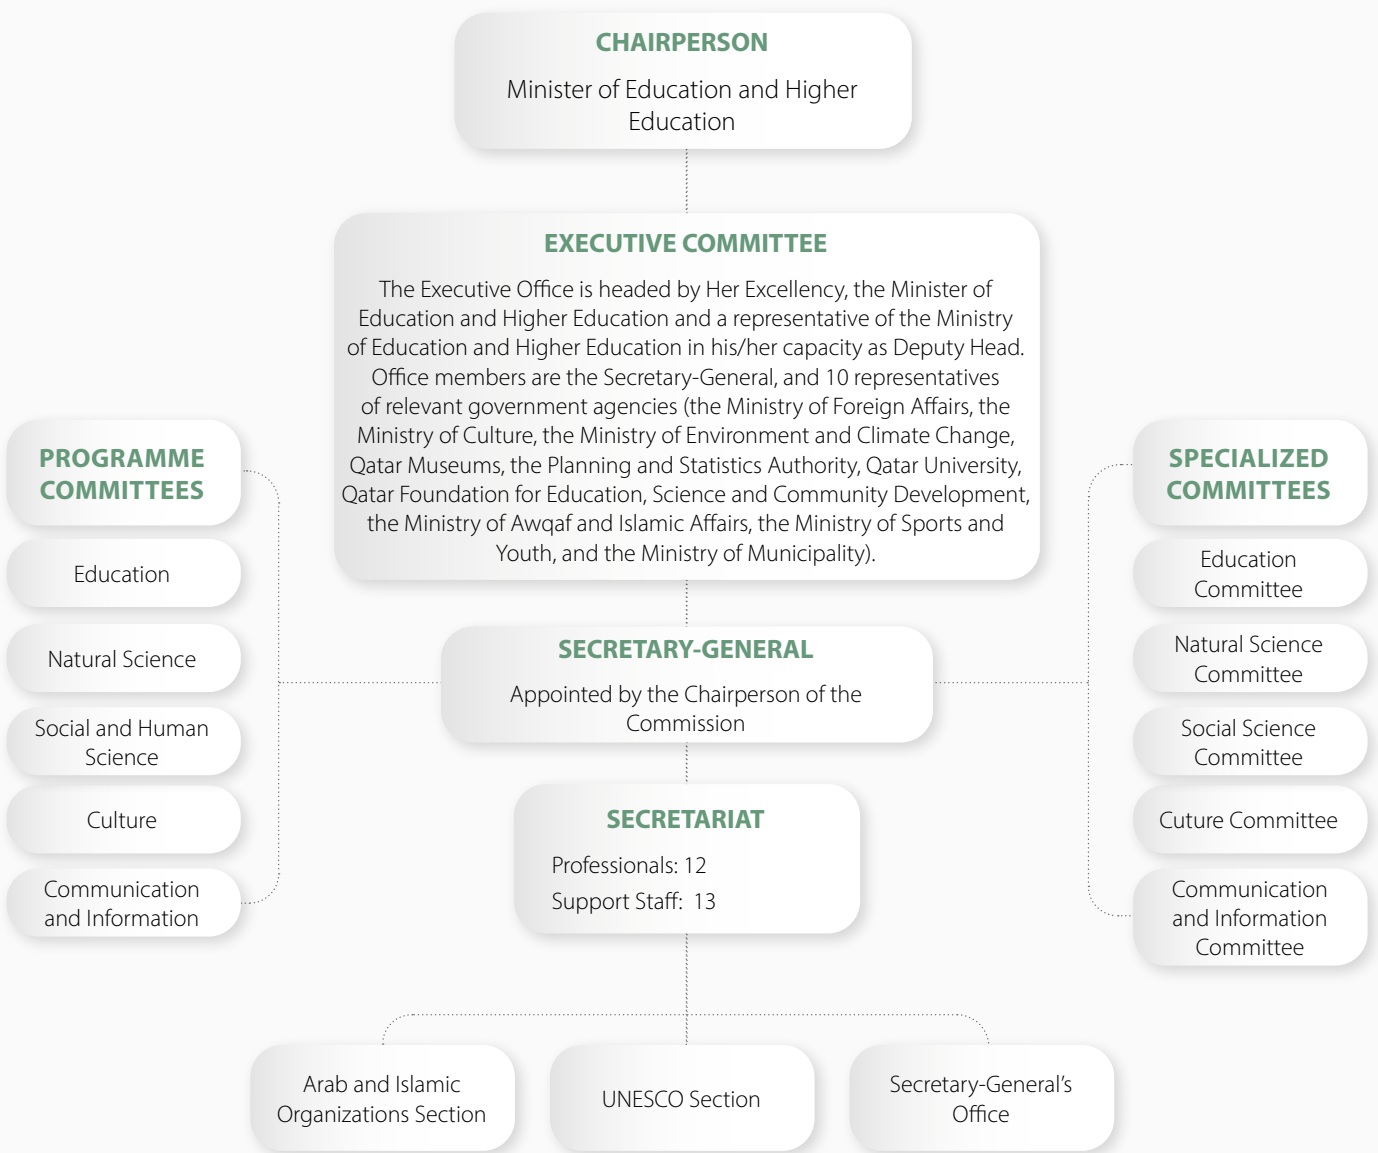 CHAIRPERSON
Minister of Education and Higher
Education
EXECUTIVE COMMITTEE
The Executive Office is headed by Her Excellency, the Minister of
Education and Higher Education and a representative of the Ministry
of Education and Higher Education in his/her capacity as Deputy Head.
Office members are the Secretary-General, and 10 representatives
of relevant government agencies (the Ministry of Foreign Affairs, the
Ministry of Culture, the Ministry of Environment and Climate Change,
Qatar Museums, the Planning and Statistics Authority, Qatar University,
Qatar Foundation for Education, Science and Community Development,
the Ministry of Awqaf and Islamic Affairs, the Ministry of Sports and
Youth, and the Ministry of Municipality).
PROGRAMME
COMMITTEES
Education
Natural Science
Social and Human
Science
Culture
Communication
and Information
SECRETARY-GENERAL
Appointed by the Chairperson of the
Commission
SECRETARIAT
Professionals: 12
Support Staff: 13
SPECIALIZED
COMMITTEES
Education
Committee
Natural Science
Committee
Social Science
Committee
Cuture Committee
Communication
and Information
Committee
Arab and Islamic
Organizations Section
UNESCO Section
Secretary-General's
Office